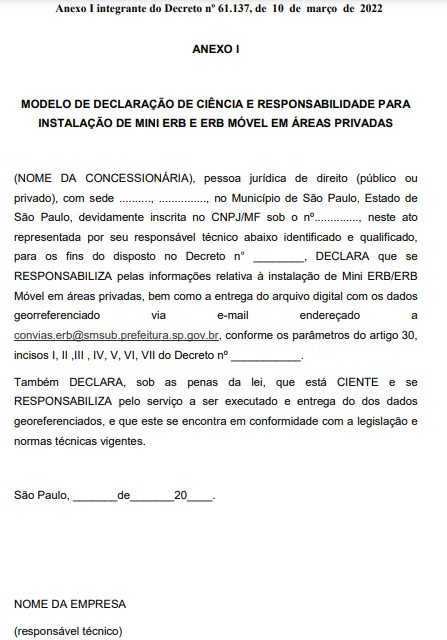 Anexo I integrante do Decreto nº 61.137, de 10 de março de 2022
ANEXO I
MODELO DE DECLARAÇÃO DE CIÊNCIA E RESPONSABILIDADE PARA
INSTALAÇÃO DE MINI ERB E ERB MÓVEL EM ÁREAS PRIVADAS
(NOME DA CONCESSIONÁRIA), pessoa jurídica de direito (público ou
privado), com sede .........., ..............., no Município de São Paulo, Estado de
São Paulo, devidamente inscrita no CNPJ/MF sob o nº.............., neste ato
representada por seu responsável técnico abaixo identificado e qualificado,
para os fins do disposto no Decreto n° ________, DECLARA que se
RESPONSABILIZA pelas informações relativa à instalação de Mini ERB/ERB
Móvel em áreas privadas, bem como a entrega do arquivo digital com os dados
georreferenciado via e-mail endereçado a
convias.erb@smsub.prefeitura.sp.gov.br, conforme os parâmetros do artigo 30,
incisos I, II ,III , IV, V, VI, VII do Decreto nº ___________.
Também DECLARA, sob as penas da lei, que está CIENTE e se
RESPONSABILIZA pelo serviço a ser executado e entrega do dos dados
georeferenciados, e que este se encontra em conformidade com a legislação e
normas técnicas vigentes.
São Paulo, _______de_______20____.
NOME DA EMPRESA
(responsável técnico)